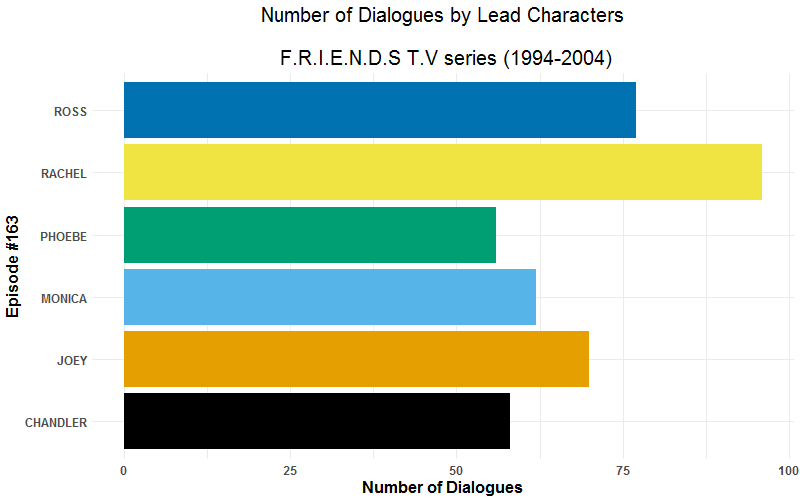 Number of Dialogues by Lead Characters
F.R.I.E.N.D.S T.V series (1994-2004)
Episode #163
ROSS
RACHEL
PHOEBE
MONICA
JOEY
CHANDLER
0 25 50 75 100
Number of Dialogues